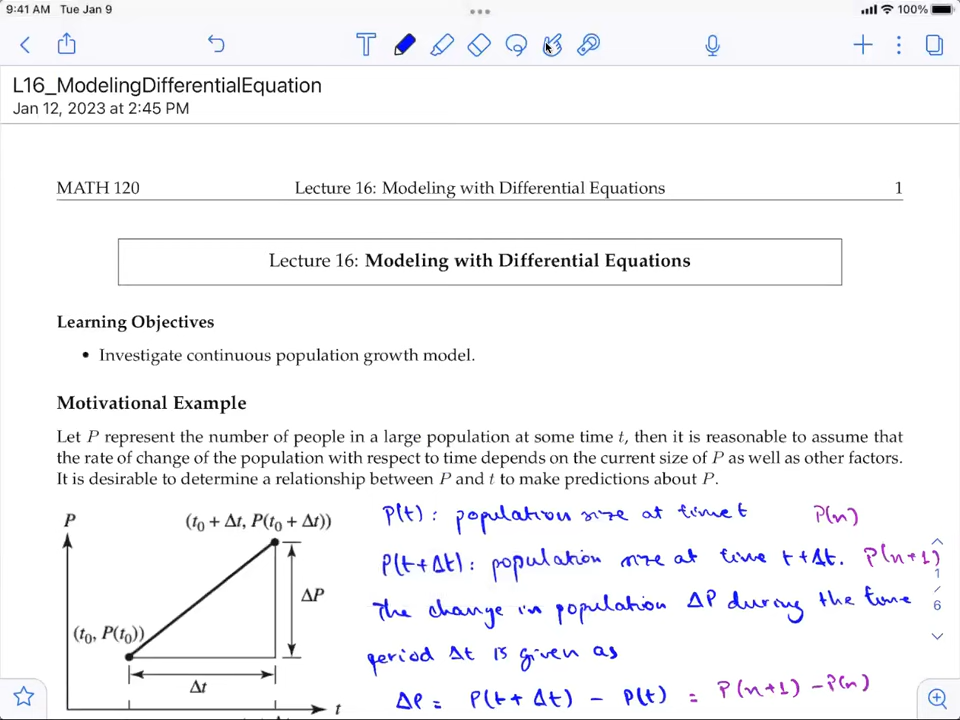 9:41 AM Tue Jan 9
100%
L16_ModelingDifferentialEquation
Jan 12, 2023 at 2:45 PM
MATH 120 Lecture 16: Modeling with Differential Equations 1
Lecture 16: Modeling with Differential Equations
Learning Objectives
• Investigate continuous population growth model.
Motivational Example
Let P represent the number of people in a large population at some time t, then it is reasonable to assume that
the rate of change of the population with respect to time depends on the current size of P as well as other factors.
It is desirable to determine a relationship between P and t to make predictions about P.
P
(t₀ + Δt, P(t₀ + Δt))
ΔP
(t₀, P(t₀))
Δt
t
P(t): population size at time t P(n)
P(t+Δt): population size at time t+Δt. P(n+1)
The change in population ΔP during the time
period Δt is given as
ΔP = P(t+Δt) - P(t) = P(n+1) - P(n)
1
/
6